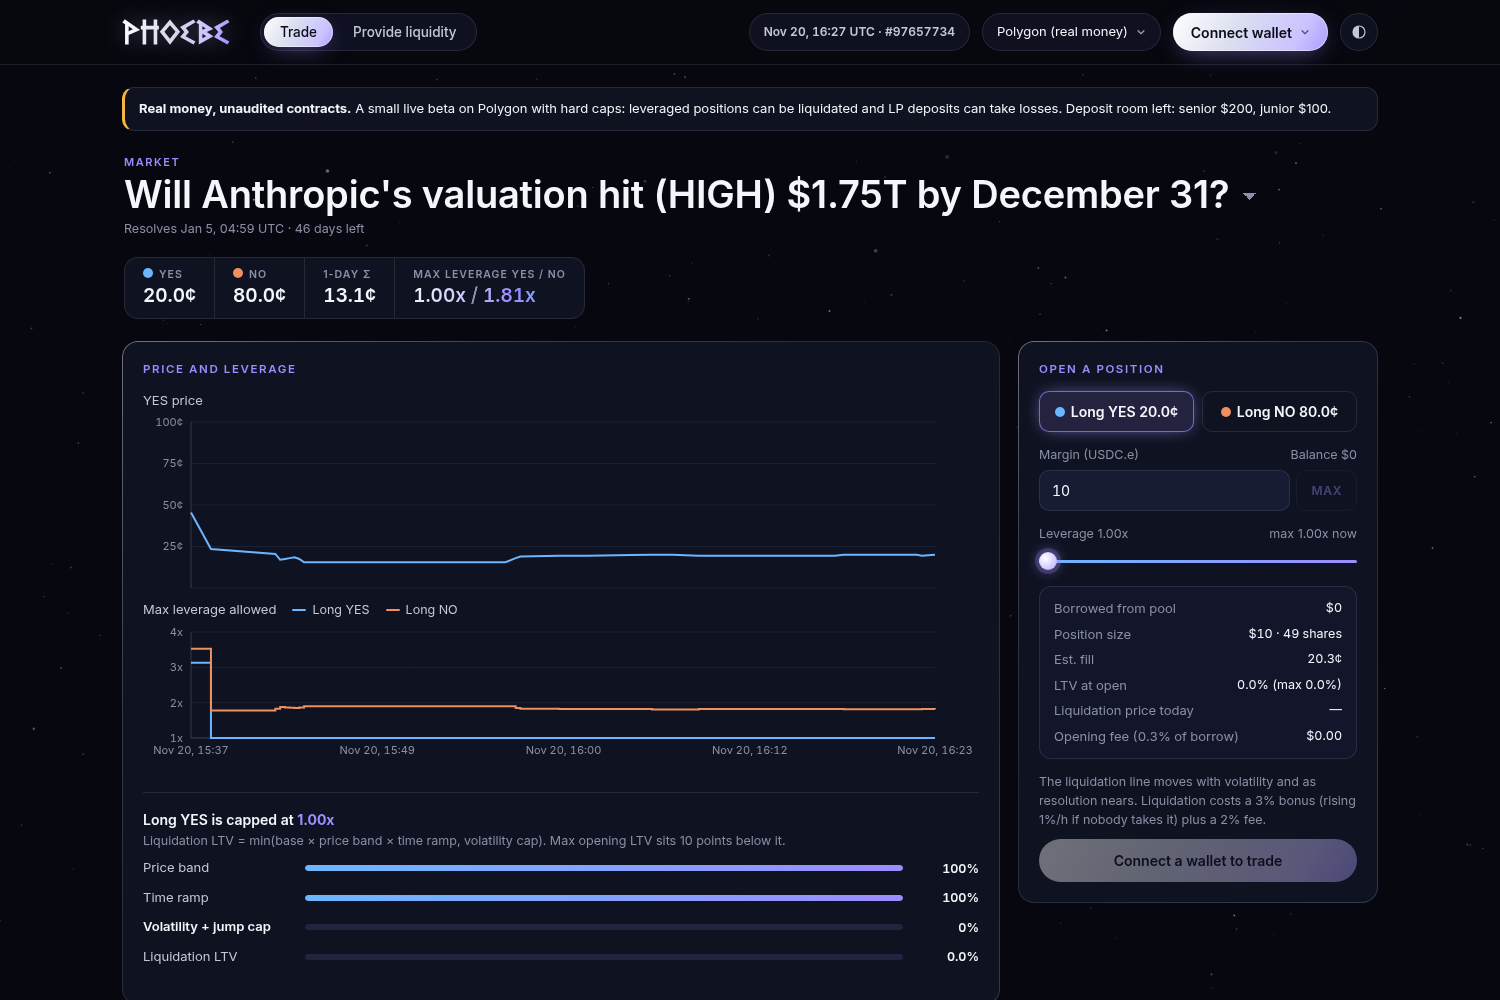 PHOEBE
Trade
Provide liquidity
Nov 20, 16:27 UTC · #97657734
Polygon (real money)
Connect wallet
Real money, unaudited contracts. A small live beta on Polygon with hard caps: leveraged positions can be liquidated and LP deposits can take losses. Deposit room left: senior $200, junior $100.
MARKET
Will Anthropic's valuation hit (HIGH) $1.75T by December 31?
Resolves Jan 5, 04:59 UTC · 46 days left
YES
20.0¢
NO
80.0¢
1-DAY Σ
13.1¢
MAX LEVERAGE YES / NO
1.00x / 1.81x
PRICE AND LEVERAGE
YES price
100¢
75¢
50¢
25¢
Max leverage allowed
Long YES
Long NO
4x
3x
2x
1x
Nov 20, 15:37
Nov 20, 15:49
Nov 20, 16:00
Nov 20, 16:12
Nov 20, 16:23
Long YES is capped at 1.00x
Liquidation LTV = min(base × price band × time ramp, volatility cap). Max opening LTV sits 10 points below it.
Price band 100%
Time ramp 100%
Volatility + jump cap 0%
Liquidation LTV 0.0%
OPEN A POSITION
Long YES 20.0¢
Long NO 80.0¢
Margin (USDC.e) Balance $0
10
MAX
Leverage 1.00x max 1.00x now
Borrowed from pool $0
Position size $10 · 49 shares
Est. fill 20.3¢
LTV at open 0.0% (max 0.0%)
Liquidation price today —
Opening fee (0.3% of borrow) $0.00
The liquidation line moves with volatility and as
resolution nears. Liquidation costs a 3% bonus (rising
1%/h if nobody takes it) plus a 2% fee.
Connect a wallet to trade